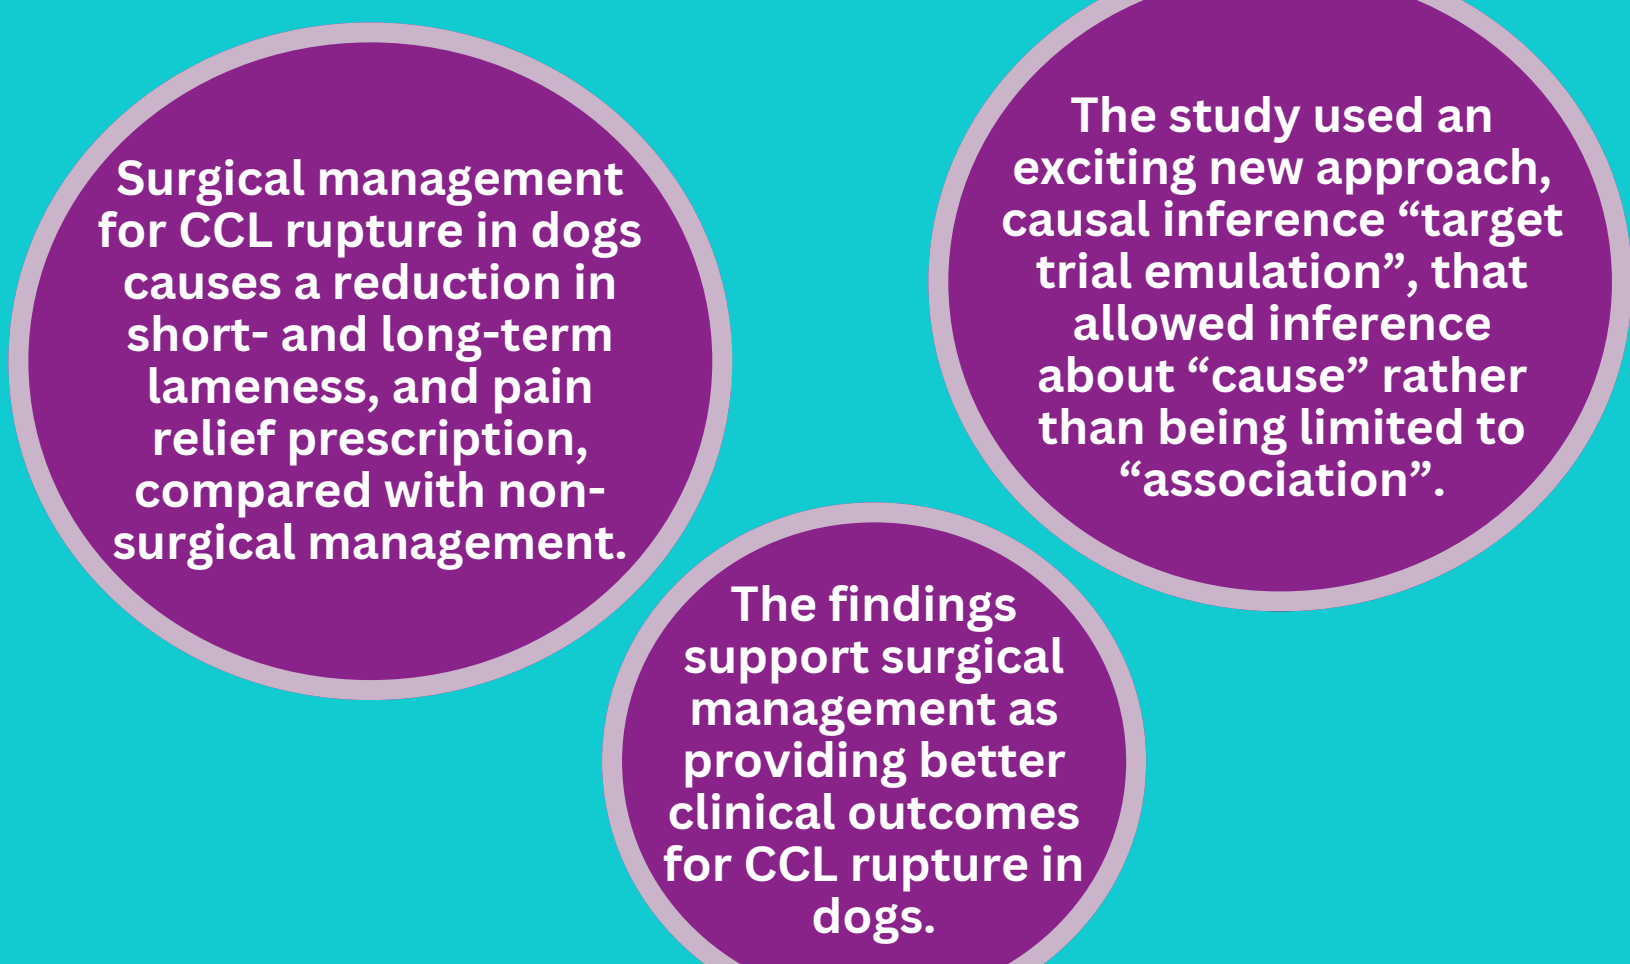 Surgical management
for CCL rupture in dogs
causes a reduction in
short- and long-term
lameness, and pain
relief prescription,
compared with non-
surgical management.
The study used an
exciting new approach,
causal inference “target
trial emulation”, that
allowed inference
about “cause” rather
than being limited to
“association”.
The findings
support surgical
management as
providing better
clinical outcomes
for CCL rupture in
dogs.